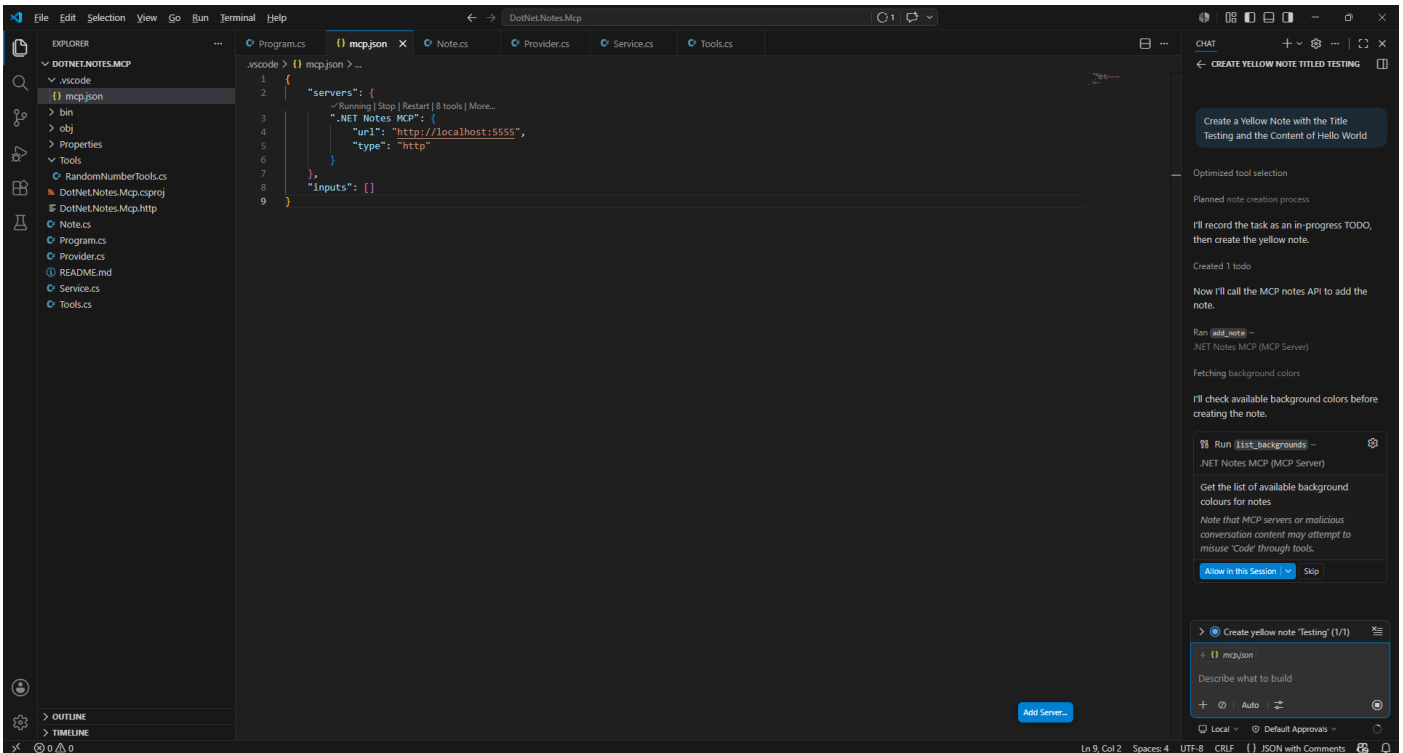 File Edit Selection View Go Run Terminal Help
DotNet.Notes.Mcp
1
EXPLORER
DOTNET.NOTES.MCP
.vscode
{} mcp.json
bin
obj
Properties
Tools
RandomNumberTools.cs
DotNet.Notes.Mcp.csproj
DotNet.Notes.Mcp.http
Note.cs
Program.cs
Provider.cs
README.md
Service.cs
Tools.cs
OUTLINE
TIMELINE
Program.cs {} mcp.json Note.cs Provider.cs Service.cs Tools.cs
.vscode > {} mcp.json > ...
1 {
2 "servers": {
✓Running | Stop | Restart | 8 tools | More...
3 ".NET Notes MCP": {
4 "url": "http://localhost:5555",
5 "type": "http"
6 }
7 },
8 "inputs": []
9 }
Add Server...
CHAT
CREATE YELLOW NOTE TITLED TESTING
Create a Yellow Note with the Title
Testing and the Content of Hello World
Optimized tool selection
Planned note creation process
I'll record the task as an in-progress TODO,
then create the yellow note.
Created 1 todo
Now I'll call the MCP notes API to add the
note.
Ran add_note –
.NET Notes MCP (MCP Server)
Fetching background colors
I'll check available background colors before
creating the note.
Run list_backgrounds –
.NET Notes MCP (MCP Server)
Get the list of available background
colours for notes
Note that MCP servers or malicious
conversation content may attempt to
misuse 'Code' through tools.
Allow in this Session Skip
Create yellow note 'Testing' (1/1)
+ {} mcp.json
Describe what to build
Auto
Local Default Approvals
0 0 Ln 9, Col 2 Spaces: 4 UTF-8 CRLF {} JSON with Comments